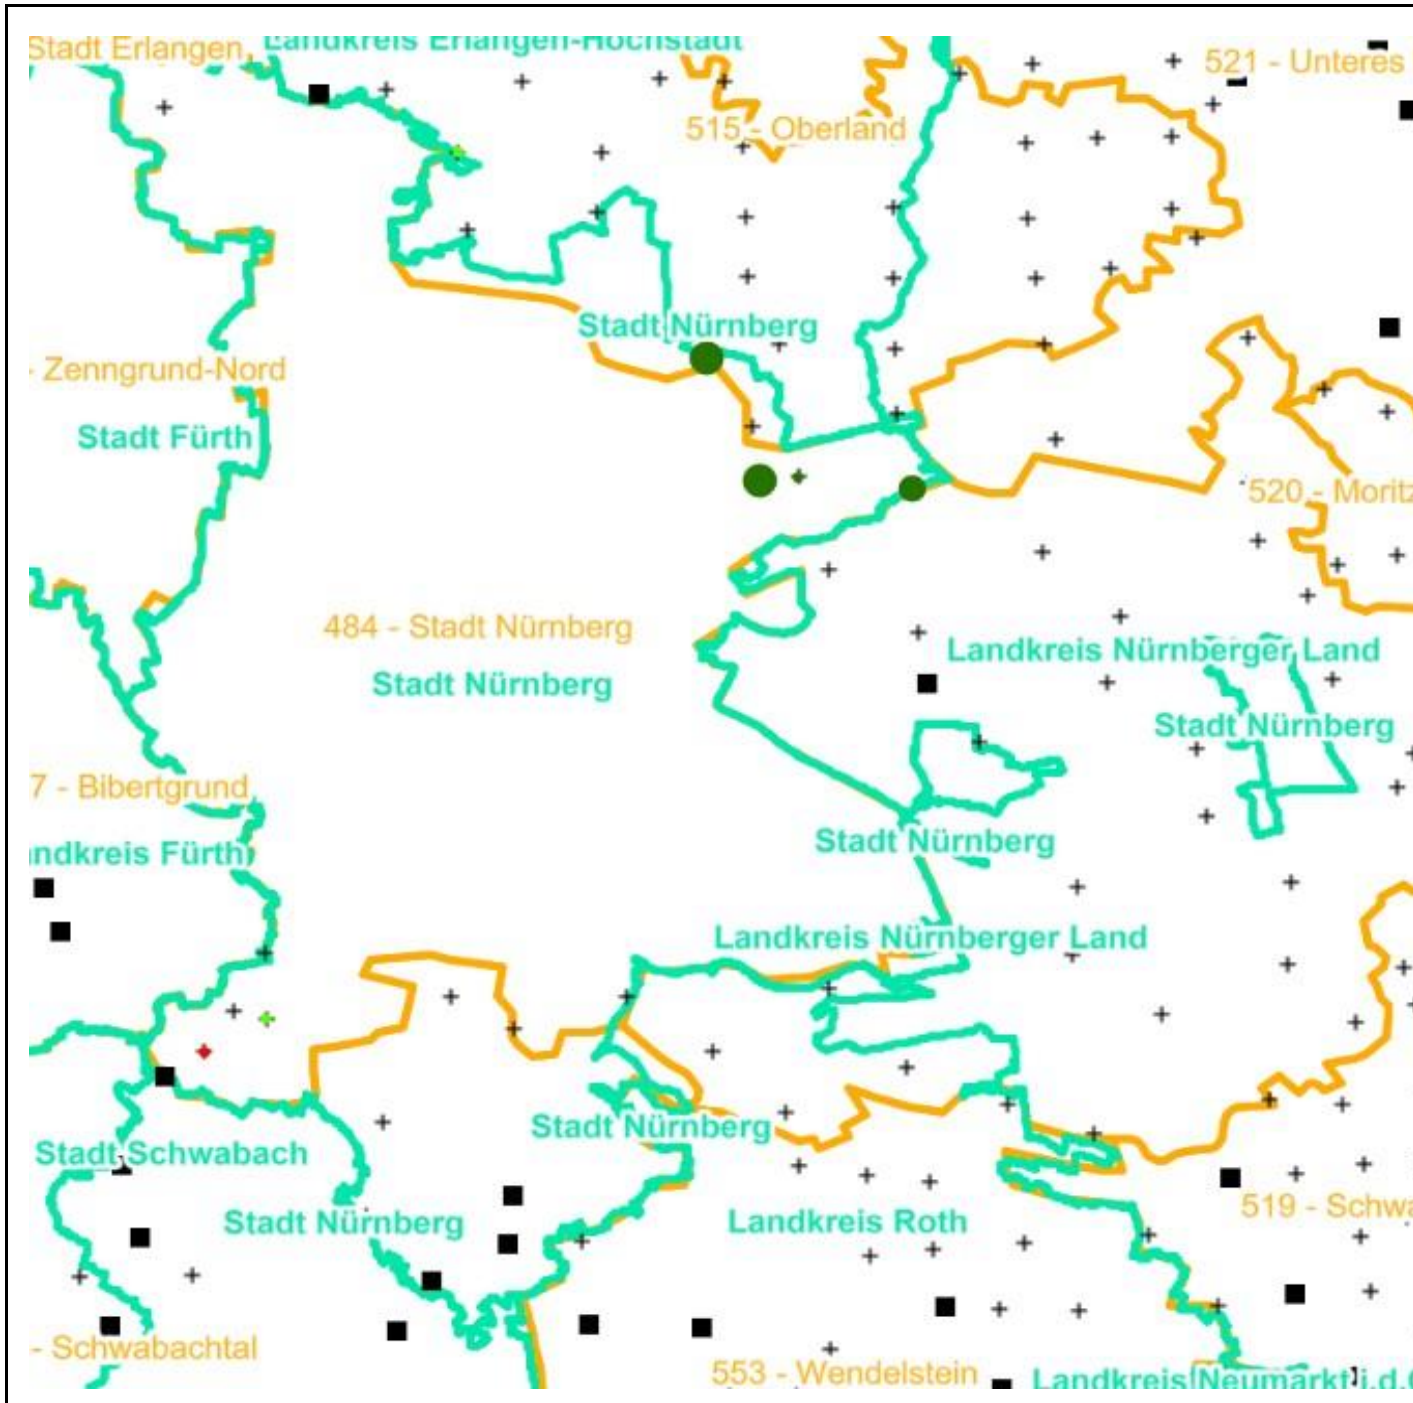 Landkreis Erlangen-Höchstadt
Stadt Erlangen
521 - Unteres
515 - Oberland
Stadt Nürnberg
- Zenngrund-Nord
Stadt Fürth
520 - Moritz
484 - Stadt Nürnberg
Landkreis Nürnberger Land
Stadt Nürnberg
Stadt Nürnberg
7 - Bibertgrund
Stadt Nürnberg
andkreis Fürth
Landkreis Nürnberger Land
Stadt Nürnberg
Stadt Schwabach
519 - Schwa
Stadt Nürnberg
Landkreis Roth
- Schwabachtal
553 - Wendelstein
Landkreis Neumarkt i.d.